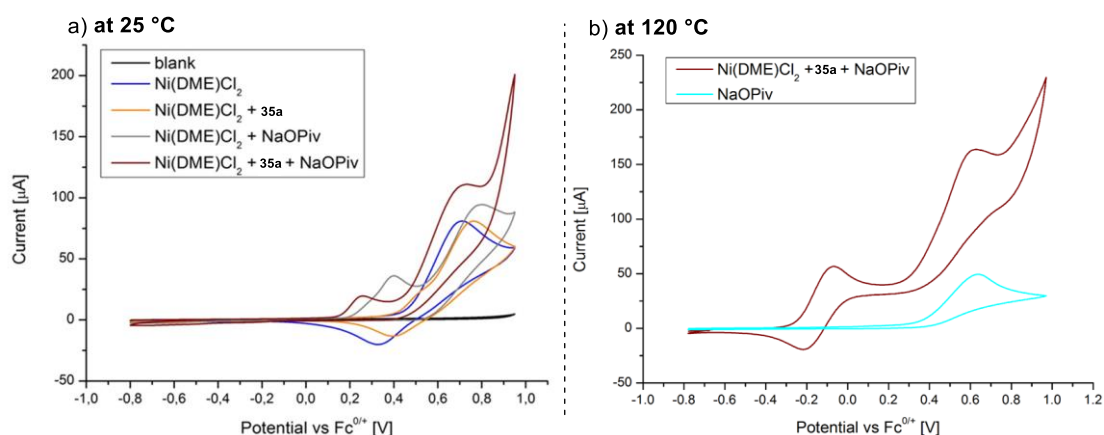 a) at 25 °C
blank
Ni(DME)Cl₂
Ni(DME)Cl₂ + 35a
Ni(DME)Cl₂ + NaOPiv
Ni(DME)Cl₂ + 35a + NaOPiv
200
150
100
50
0
-50
Current [µA]
-1,0 -0,8 -0,6 -0,4 -0,2 0,0 0,2 0,4 0,6 0,8 1,0
Potential vs Fc⁰/⁺ [V]
b) at 120 °C
Ni(DME)Cl₂ +35a + NaOPiv
NaOPiv
250
200
150
100
50
0
-50
Current [µA]
-1.0 -0.8 -0.6 -0.4 -0.2 0.0 0.2 0.4 0.6 0.8 1.0 1.2
Potential vs Fc⁰/⁺ [V]